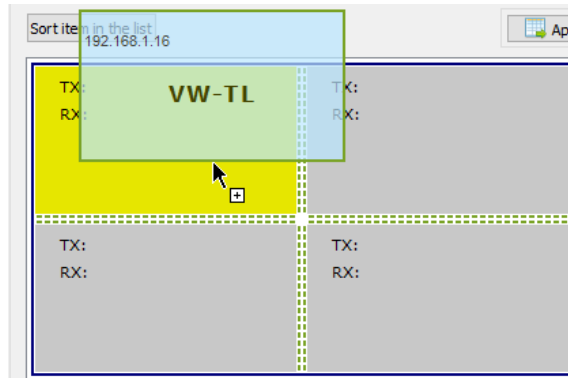 Sort item in the list
Ap
192.168.1.16
VW-TL
TX:
RX:
TX:
RX:
TX:
RX:
TX:
RX: